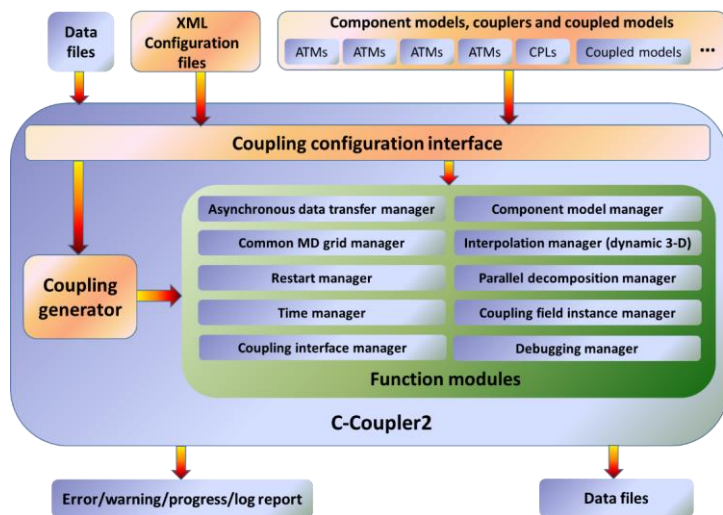 Data
files
XML
Configuration
files
Component models, couplers and coupled models
ATMs ATMs ATMs ATMs CPLs Coupled models ...
Coupling configuration interface
Asynchronous data transfer manager
Component model manager
Common MD grid manager
Interpolation manager (dynamic 3-D)
Restart manager
Parallel decomposition manager
Time manager
Coupling field instance manager
Coupling interface manager
Debugging manager
Coupling
generator
Function modules
C-Coupler2
Error/warning/progress/log report
Data files